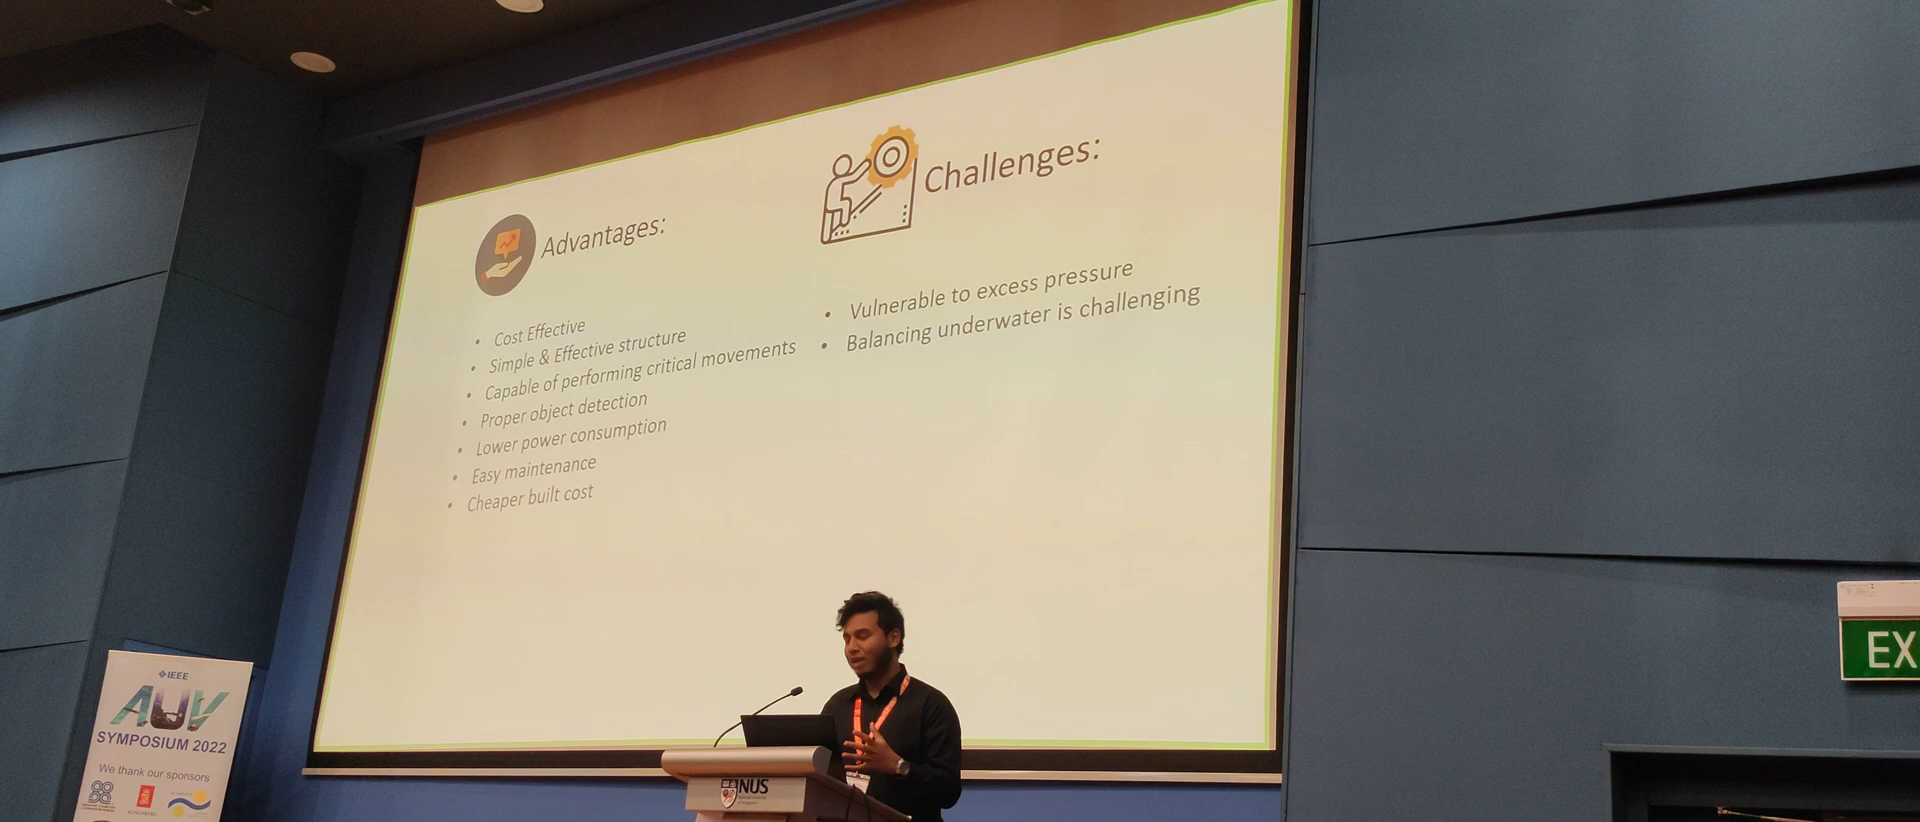 Advantages:
• Cost Effective
• Simple & Effective structure
• Capable of performing critical movements
• Proper object detection
• Lower power consumption
• Easy maintenance
• Cheaper built cost
Challenges:
• Vulnerable to excess pressure
• Balancing underwater is challenging
IEEE
AUV
SYMPOSIUM 2022
We thank our sponsors
KONGSBERG
NUS
EX